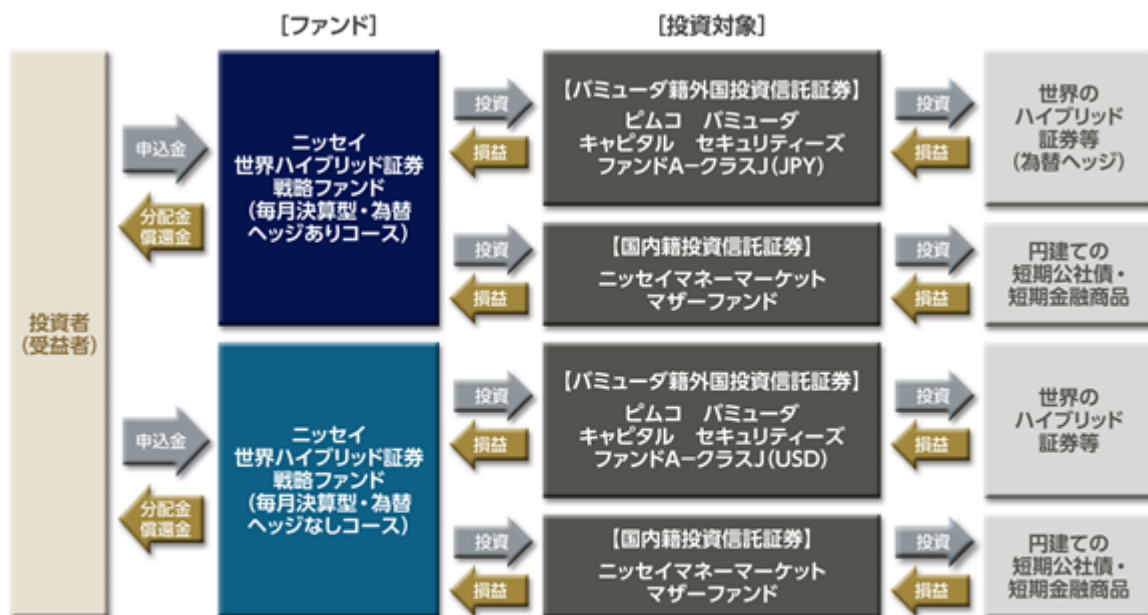 [ファンド]
[投資対象]
投資者
(受益者)
申込金
分配金
償還金
ニッセイ
世界ハイブリッド証券
戦略ファンド
(毎月決算型・為替
ヘッジありコース)
投資
損益
【バミューダ籍外国投資信託証券】
ピムコ バミューダ
キャピタル セキュリティーズ
ファンドA-クラスJ(JPY)
投資
損益
世界の
ハイブリッド
証券等
(為替ヘッジ)
投資
損益
【国内籍投資信託証券】
ニッセイマネーマーケット
マザーファンド
投資
損益
円建ての
短期公社債・
短期金融商品
申込金
分配金
償還金
ニッセイ
世界ハイブリッド証券
戦略ファンド
(毎月決算型・為替
ヘッジなしコース)
投資
損益
【バミューダ籍外国投資信託証券】
ピムコ バミューダ
キャピタル セキュリティーズ
ファンドA-クラスJ(USD)
投資
損益
世界の
ハイブリッド
証券等
投資
損益
【国内籍投資信託証券】
ニッセイマネーマーケット
マザーファンド
投資
損益
円建ての
短期公社債・
短期金融商品